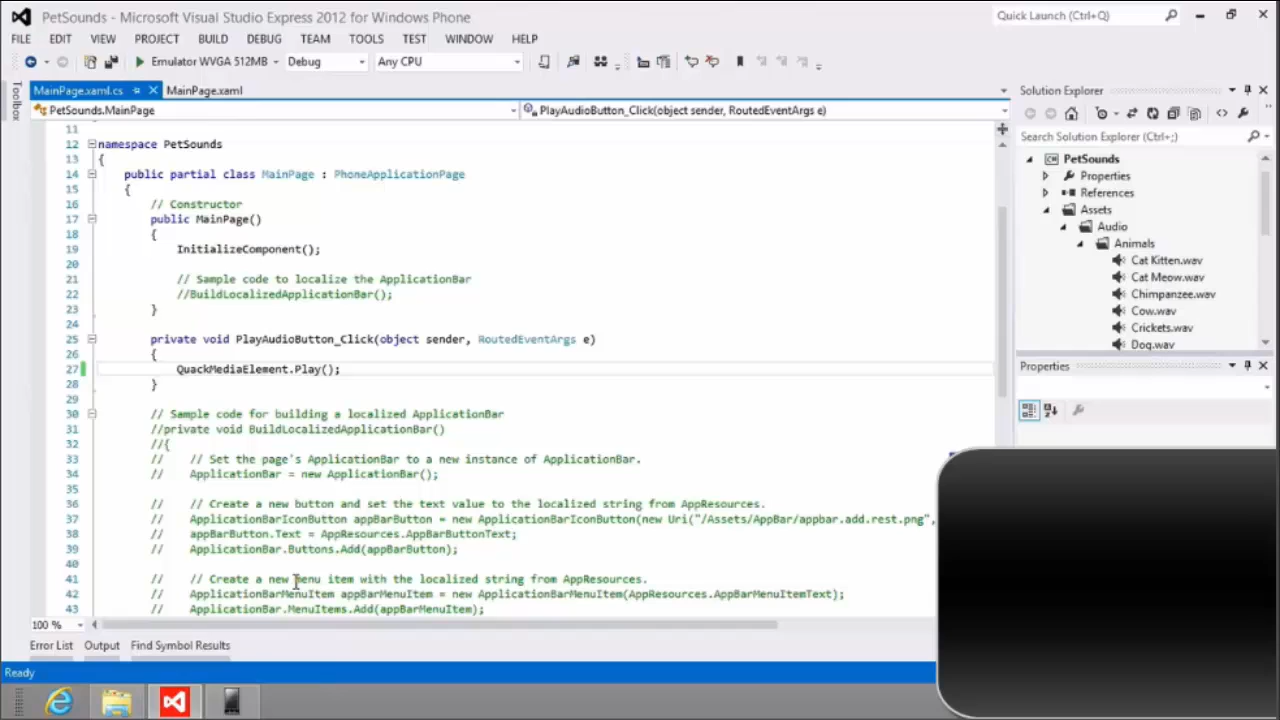 PetSounds - Microsoft Visual Studio Express 2012 for Windows Phone
Quick Launch (Ctrl+Q)
FILE EDIT VIEW PROJECT BUILD DEBUG TEAM TOOLS TEST WINDOW HELP
Emulator WVGA 512MB Debug Any CPU
Toolbox
MainPage.xaml.cs MainPage.xaml
PetSounds.MainPage PlayAudioButton_Click(object sender, RoutedEventArgs e)
11
12 namespace PetSounds
13 {
14 public partial class MainPage : PhoneApplicationPage
15 {
16 // Constructor
17 public MainPage()
18 {
19 InitializeComponent();
20
21 // Sample code to localize the ApplicationBar
22 //BuildLocalizedApplicationBar();
23 }
24
25 private void PlayAudioButton_Click(object sender, RoutedEventArgs e)
26 {
27 QuackMediaElement.Play();
28 }
29
30 // Sample code for building a localized ApplicationBar
31 //private void BuildLocalizedApplicationBar()
32 //{
33 // // Set the page's ApplicationBar to a new instance of ApplicationBar.
34 // ApplicationBar = new ApplicationBar();
35
36 // // Create a new button and set the text value to the localized string from AppResources.
37 // ApplicationBarIconButton appBarButton = new ApplicationBarIconButton(new Uri("/Assets/AppBar/appbar.add.rest.png",
38 // appBarButton.Text = AppResources.AppBarButtonText;
39 // ApplicationBar.Buttons.Add(appBarButton);
40
41 // // Create a new menu item with the localized string from AppResources.
42 // ApplicationBarMenuItem appBarMenuItem = new ApplicationBarMenuItem(AppResources.AppBarMenuItemText);
43 // ApplicationBar.MenuItems.Add(appBarMenuItem);
100 %
Error List Output Find Symbol Results
Ready
Solution Explorer
Search Solution Explorer (Ctrl+;)
PetSounds
Properties
References
Assets
Audio
Animals
Cat Kitten.wav
Cat Meow.wav
Chimpanzee.wav
Cow.wav
Crickets.wav
Dog.wav
Properties